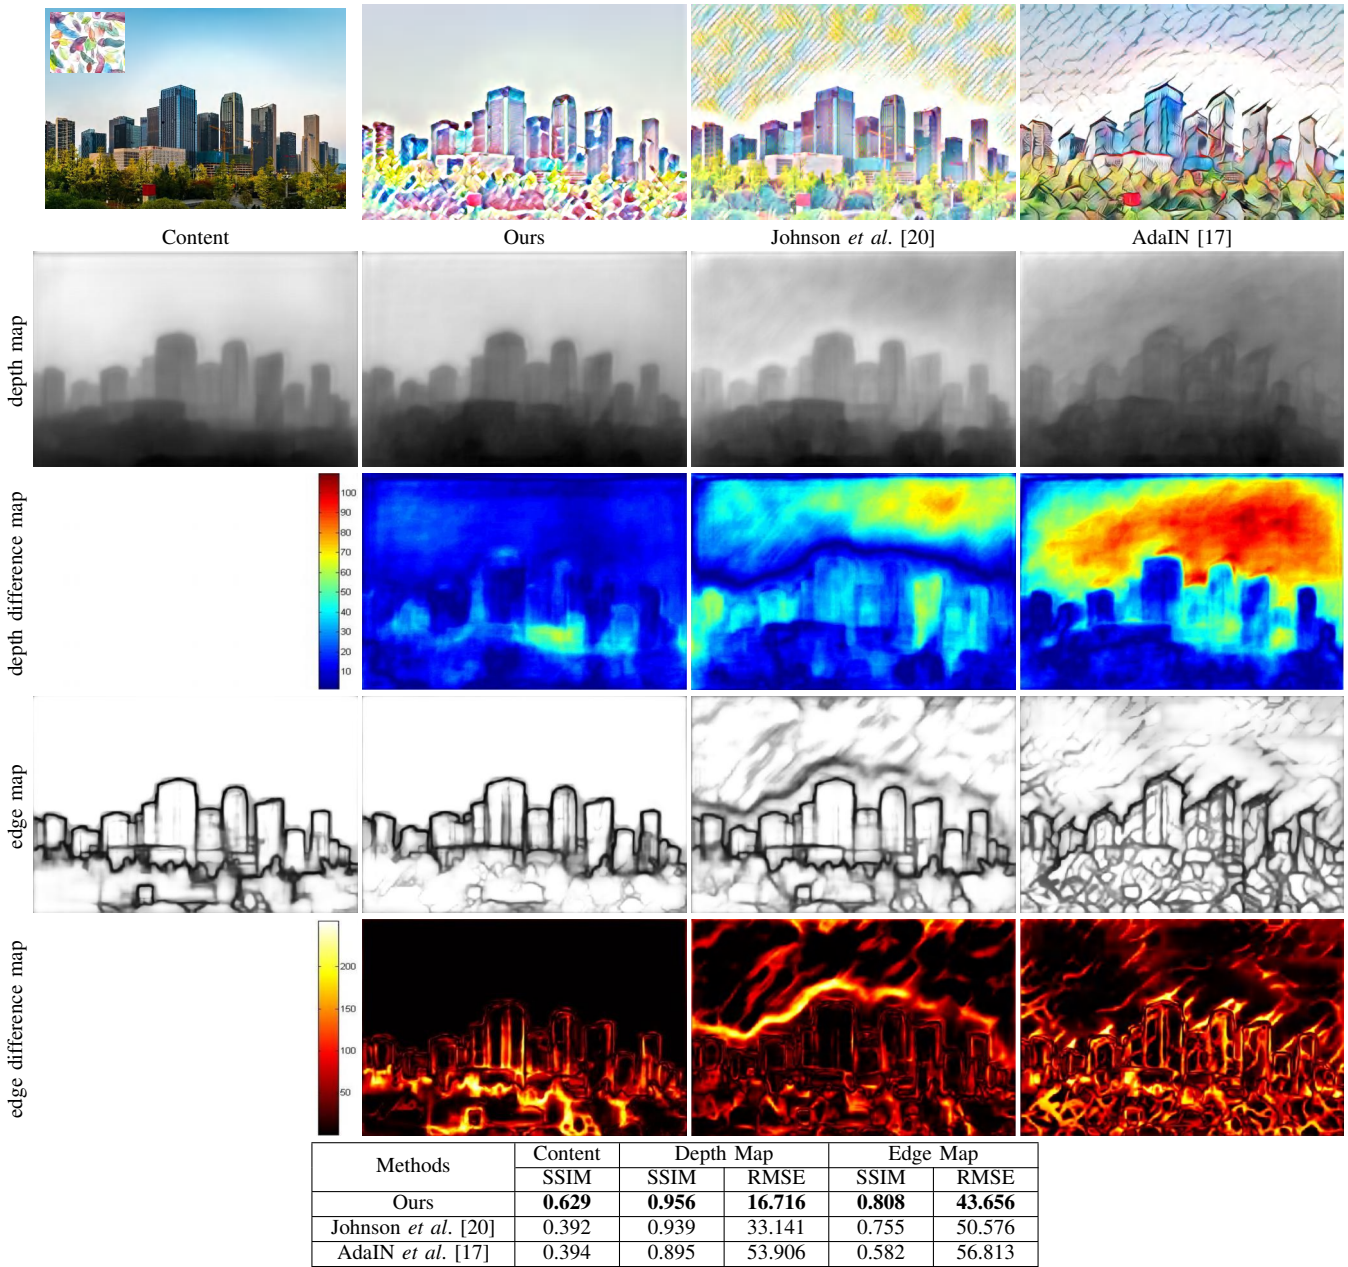 Content Ours Johnson et al. [20] AdaIN [17]
depth map
depth difference map
100
90
80
70
60
50
40
30
20
10
edge map
edge difference map
200
150
100
50
Methods Content Depth Map Edge Map
SSIM SSIM RMSE SSIM RMSE
Ours 0.629 0.956 16.716 0.808 43.656
Johnson et al. [20] 0.392 0.939 33.141 0.755 50.576
AdaIN et al. [17] 0.394 0.895 53.906 0.582 56.813